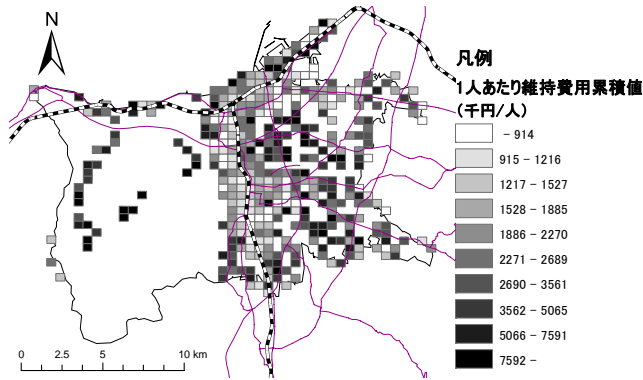 N
凡例
1人あたり維持費用累積値
(千円/人)
- 914
915 - 1216
1217 - 1527
1528 - 1885
1886 - 2270
2271 - 2689
2690 - 3561
3562 - 5065
5066 - 7591
7592 -
0 2.5 5 10 km